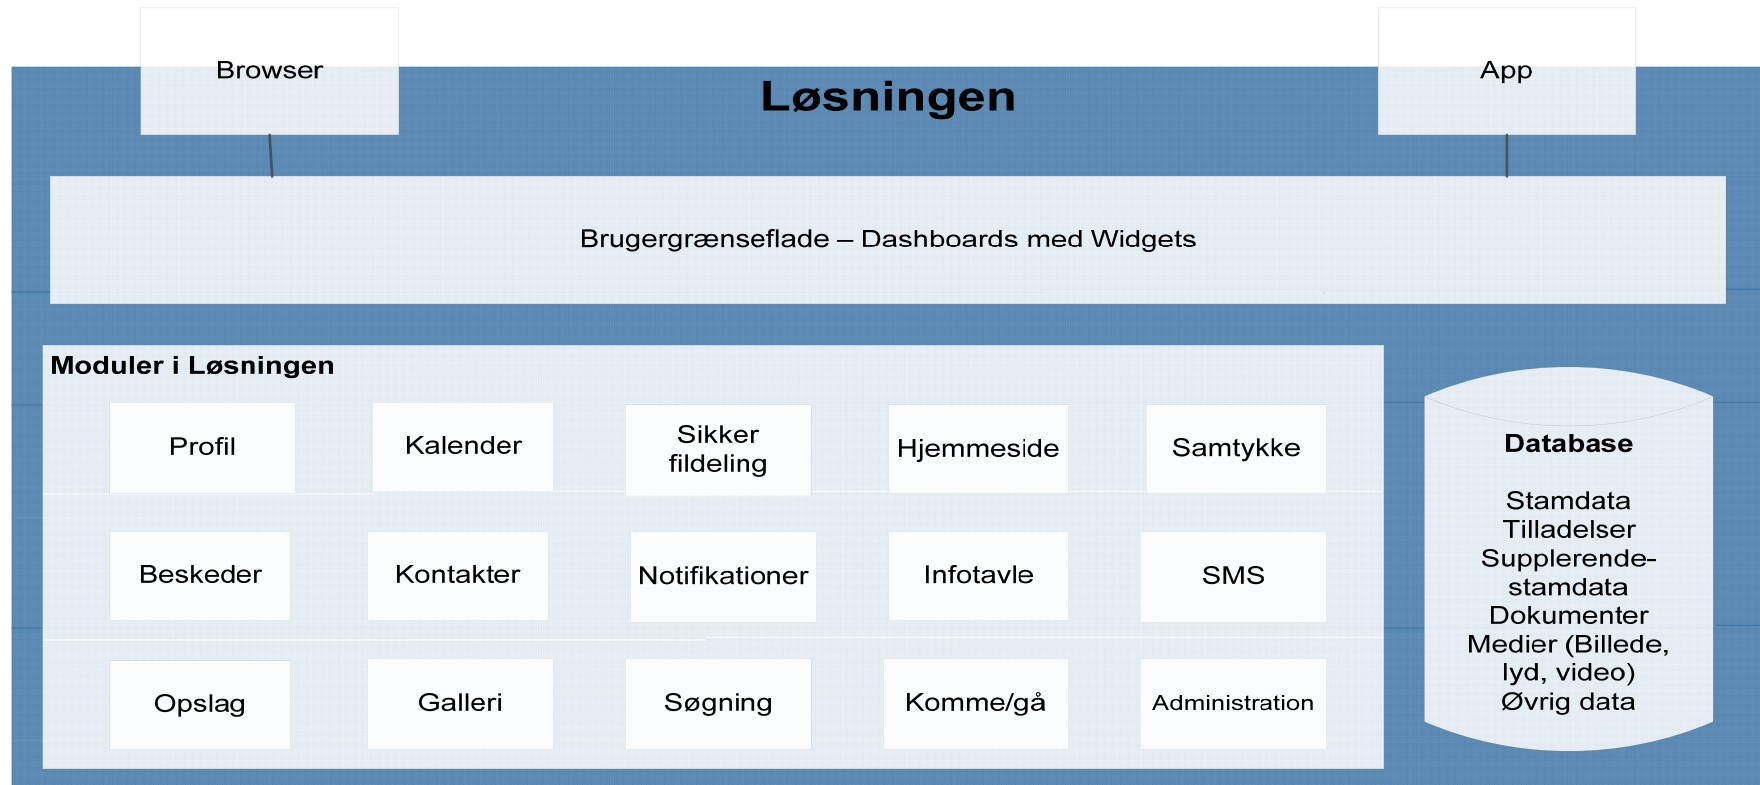 Browser
Løsningen
App
Brugergrænseflade – Dashboards med Widgets
Moduler i Løsningen
Profil
Kalender
Sikker
fildeling
Hjemmeside
Samtykke
Beskeder
Kontakter
Notifikationer
Infotavle
SMS
Opslag
Galleri
Søgning
Komme/gå
Administration
Database
Stamdata
Tilladelser
Supplerende-
stamdata
Dokumenter
Medier (Billede,
lyd, video)
Øvrig data